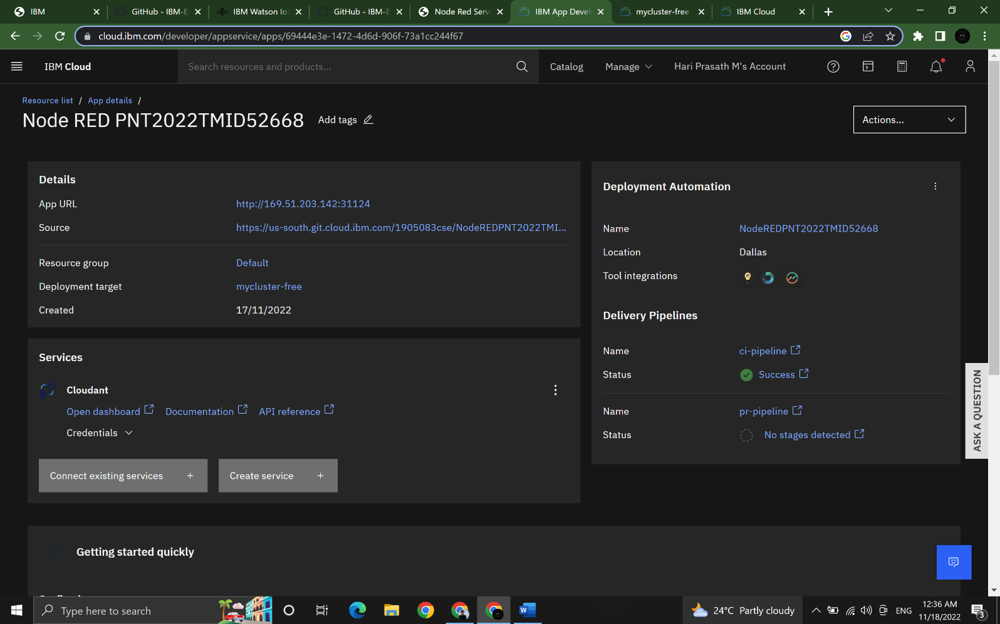 IBM
GitHub - IBM-E
IBM Watson IoT
GitHub - IBM-E
Node Red Servi
IBM App Devel
mycluster-free
IBM Cloud
cloud.ibm.com/developer/appservice/apps/69444e3e-1472-4d6d-906f-73a1cc244f67
IBM Cloud
Search resources and products...
Catalog
Manage
Hari Prasath M's Account
Resource list / App details /
Node RED PNT2022TMID52668
Add tags
Actions...
Details
App URL http://169.51.203.142:31124
Source https://us-south.git.cloud.ibm.com/1905083cse/NodeREDPNT2022TMI...
Resource group Default
Deployment target mycluster-free
Created 17/11/2022
Services
Cloudant
Open dashboard Documentation API reference
Credentials
Connect existing services +
Create service +
Deployment Automation
Name NodeREDPNT2022TMID52668
Location Dallas
Tool integrations
Delivery Pipelines
Name ci-pipeline
Status Success
Name pr-pipeline
Status No stages detected
ASK A QUESTION
Getting started quickly
Type here to search
24°C Partly cloudy
ENG
12:36 AM
11/18/2022
3